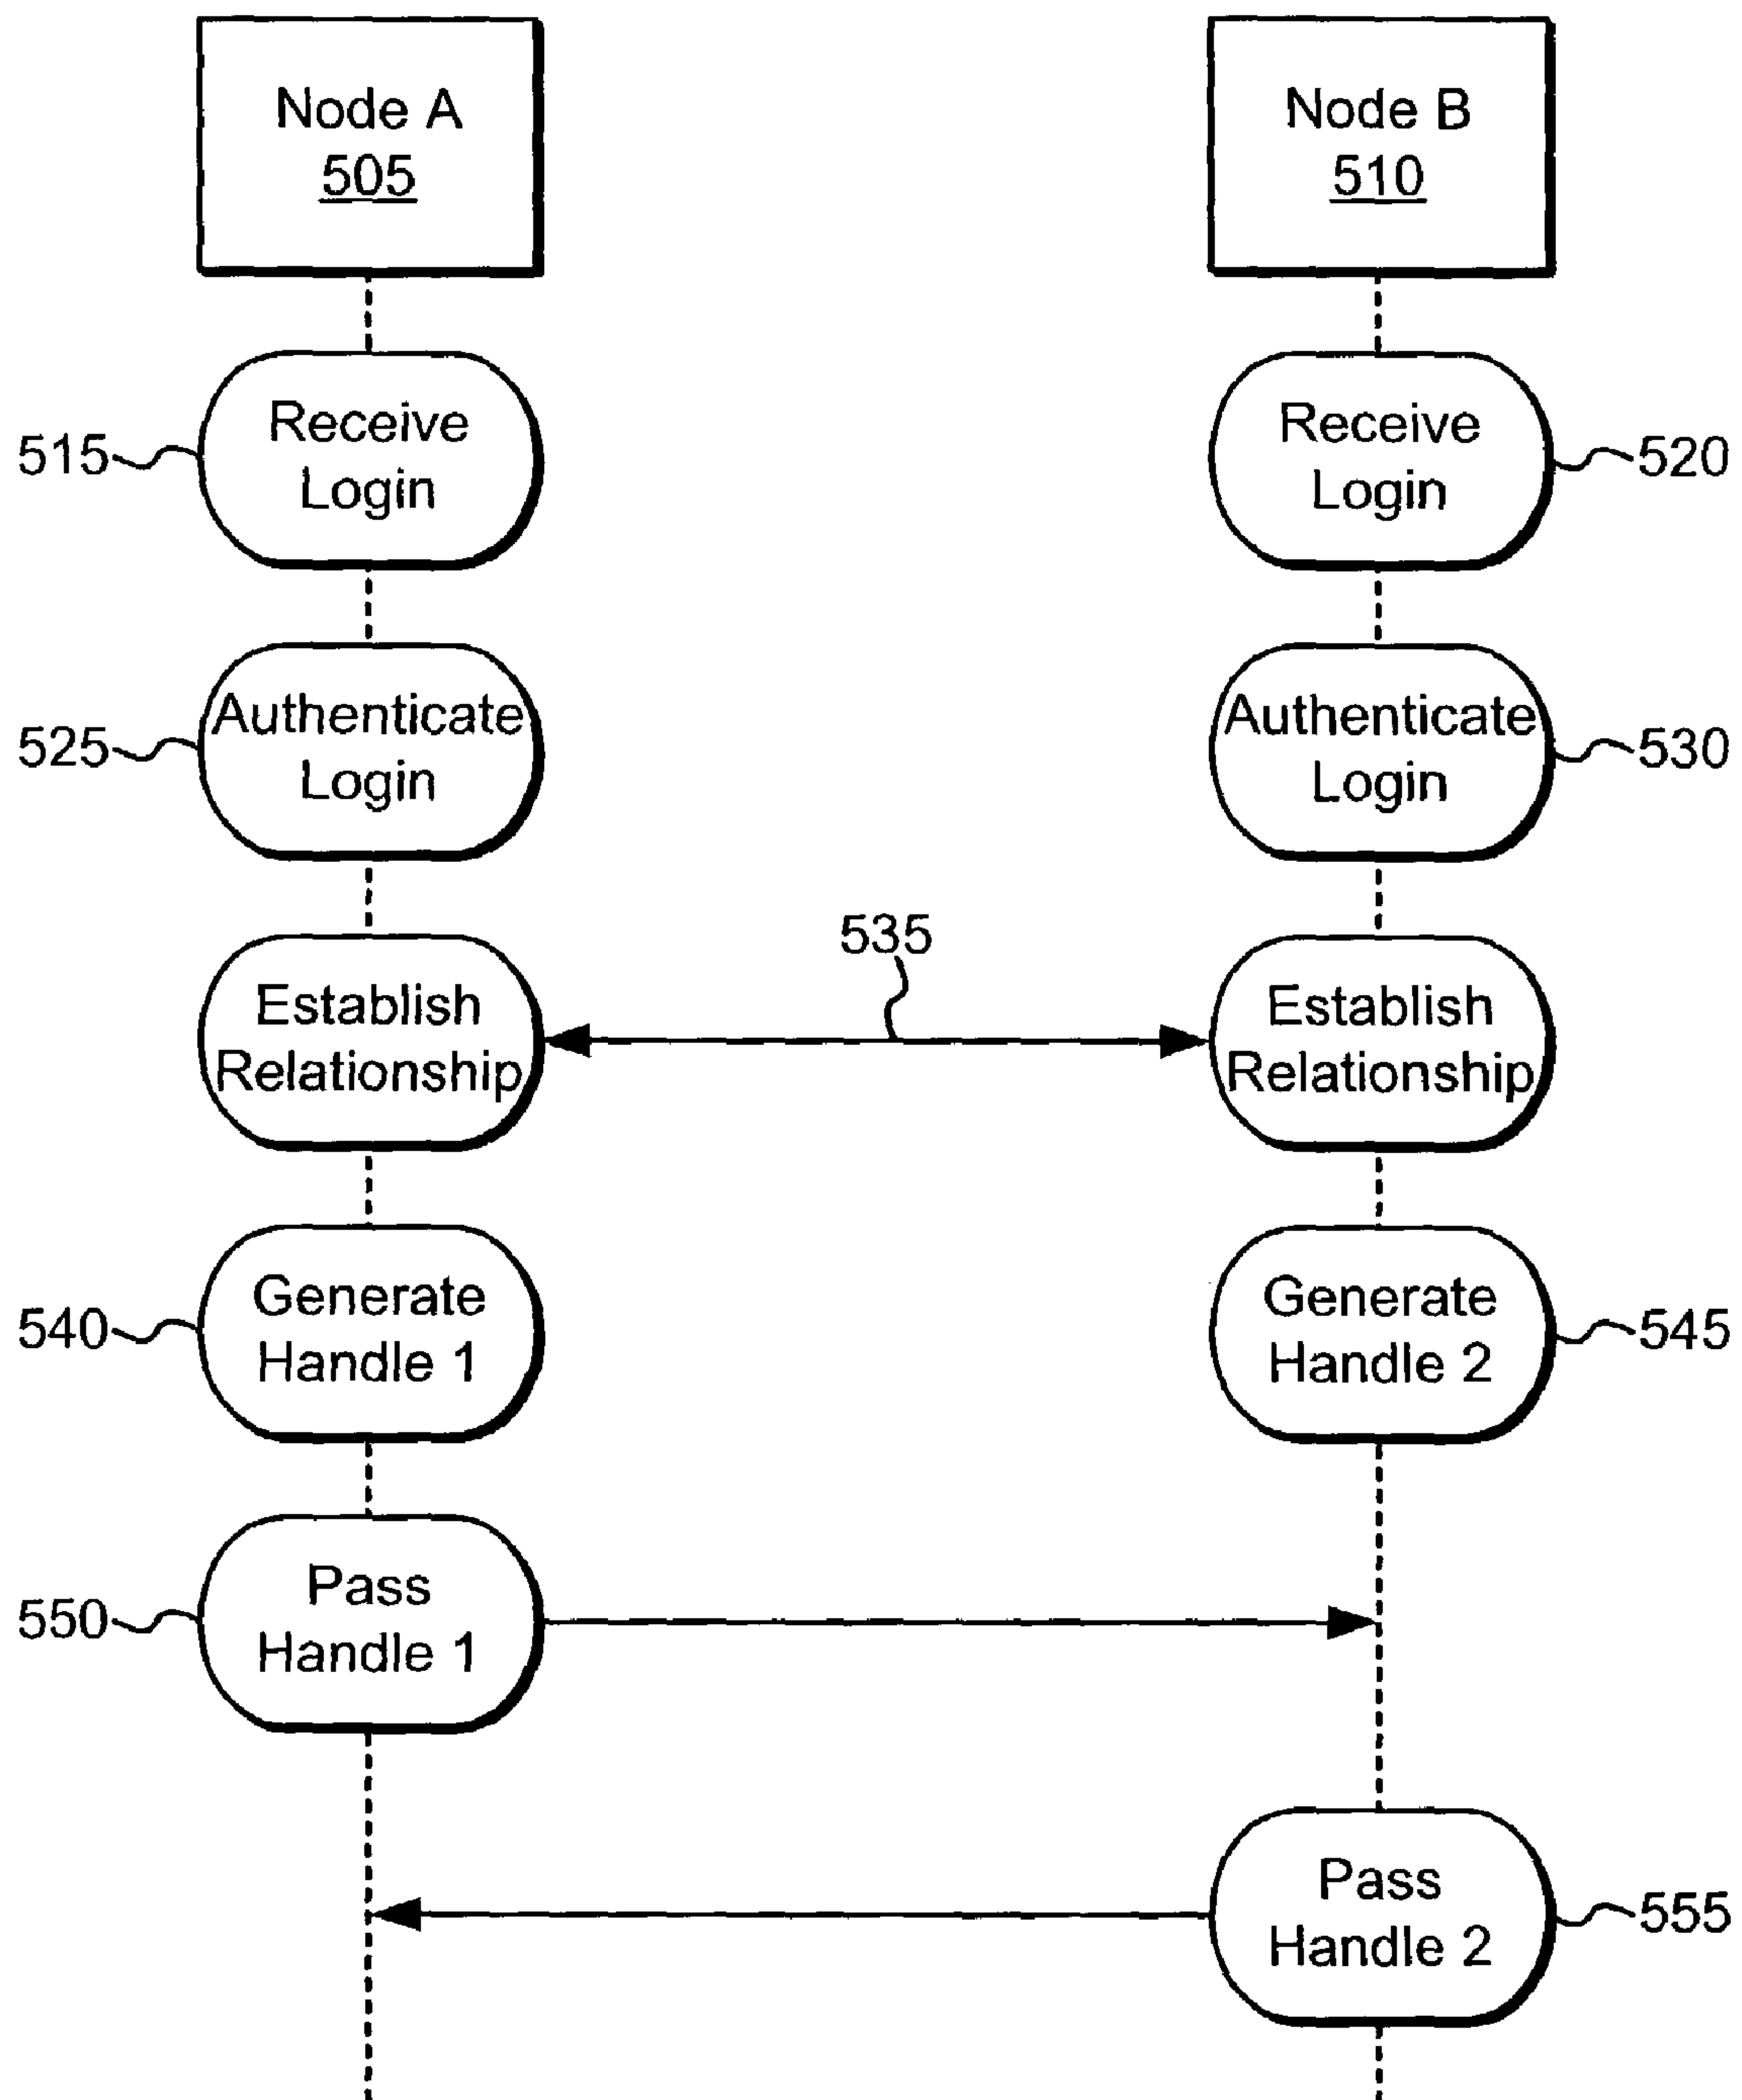 Node A
505
Node B
510
515
Receive
Login
Receive
Login
520
525
Authenticate
Login
Authenticate
Login
530
535
Establish
Relationship
Establish
Relationship
540
Generate
Handle 1
Generate
Handle 2
545
550
Pass
Handle 1
Pass
Handle 2
555